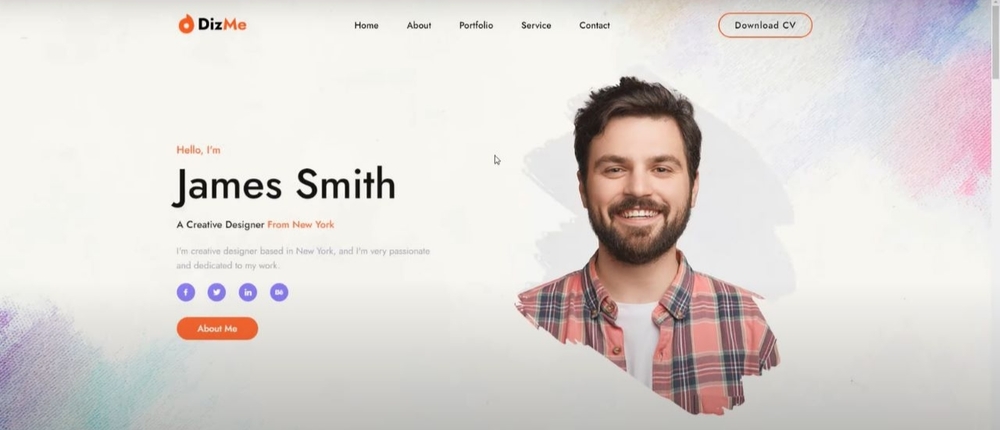 DizMe
Home About Portfolio Service Contact
Download CV
Hello, I'm
James Smith
A Creative Designer From New York
I'm creative designer based in New York, and I'm very passionate
and dedicated to my work.
f in Bē
About Me